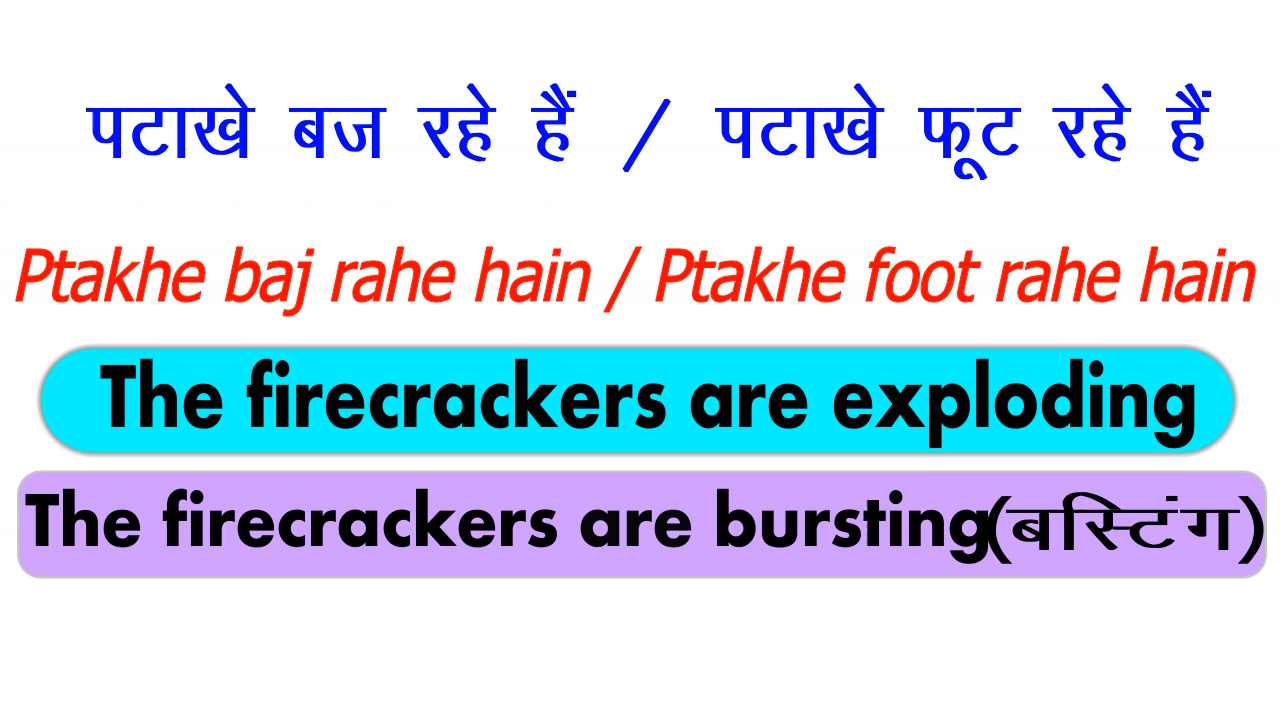 पटाखे बज रहे हैं / पटाखे फूट रहे हैं
Ptakhe baj rahe hain / Ptakhe foot rahe hain
The firecrackers are exploding
The firecrackers are bursting(बस्टिंग)